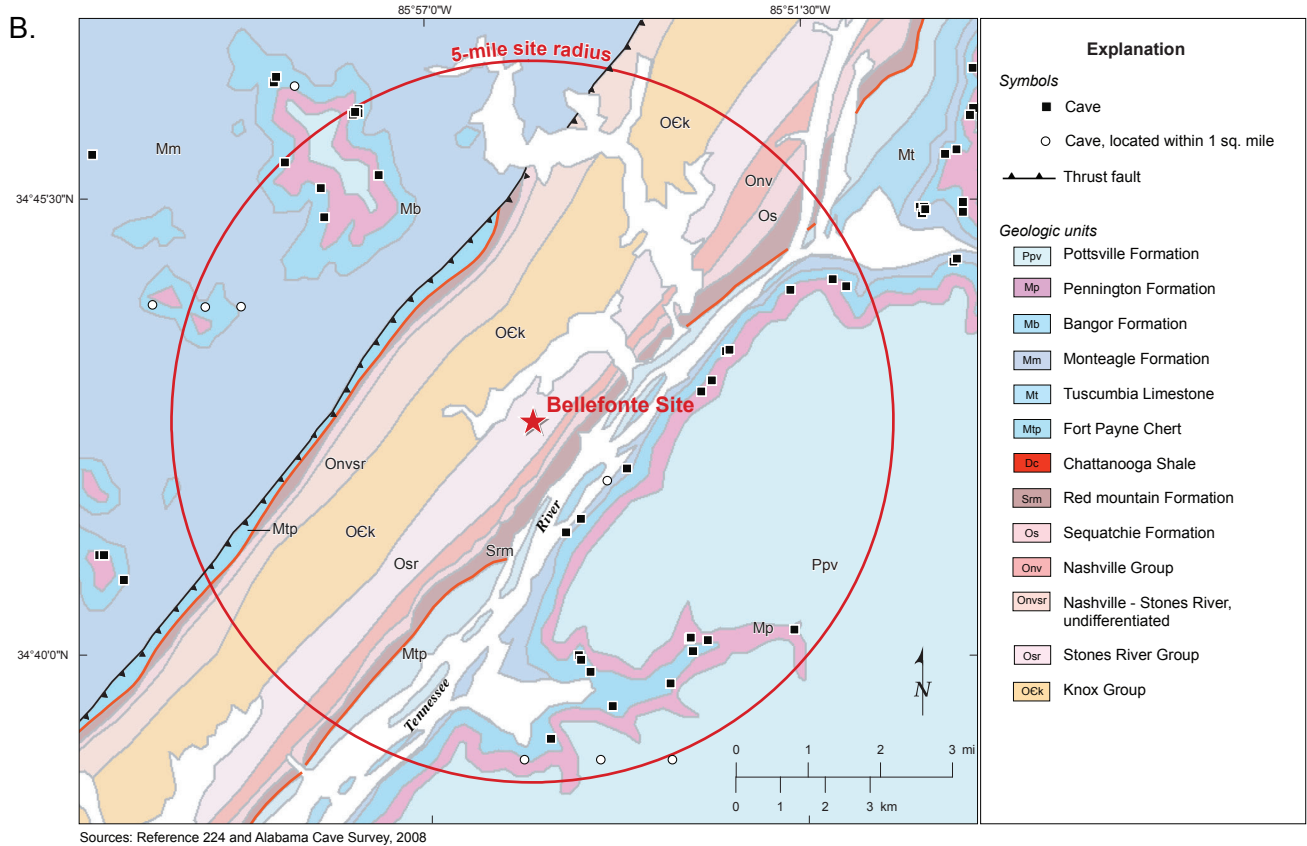 B.
85°57'0"W
85°51'30"W
5-mile site radius
OЄk
Mm
Mt
Onv
34°45'30"N
Os
Mb
OЄk
Bellefonte Site
Onvsr
River
Mtp
OЄk
Srm
Osr
Ppv
Mp
34°40'0"N
Mtp
Tennessee
N
0 1 2 3 mi
0 1 2 3 km
Explanation
Symbols
Cave
Cave, located within 1 sq. mile
Thrust fault
Geologic units
Ppv Pottsville Formation
Mp Pennington Formation
Mb Bangor Formation
Mm Monteagle Formation
Mt Tuscumbia Limestone
Mtp Fort Payne Chert
Dc Chattanooga Shale
Srm Red mountain Formation
Os Sequatchie Formation
Onv Nashville Group
Onvsr Nashville - Stones River,
undifferentiated
Osr Stones River Group
OЄk Knox Group
Sources: Reference 224 and Alabama Cave Survey, 2008